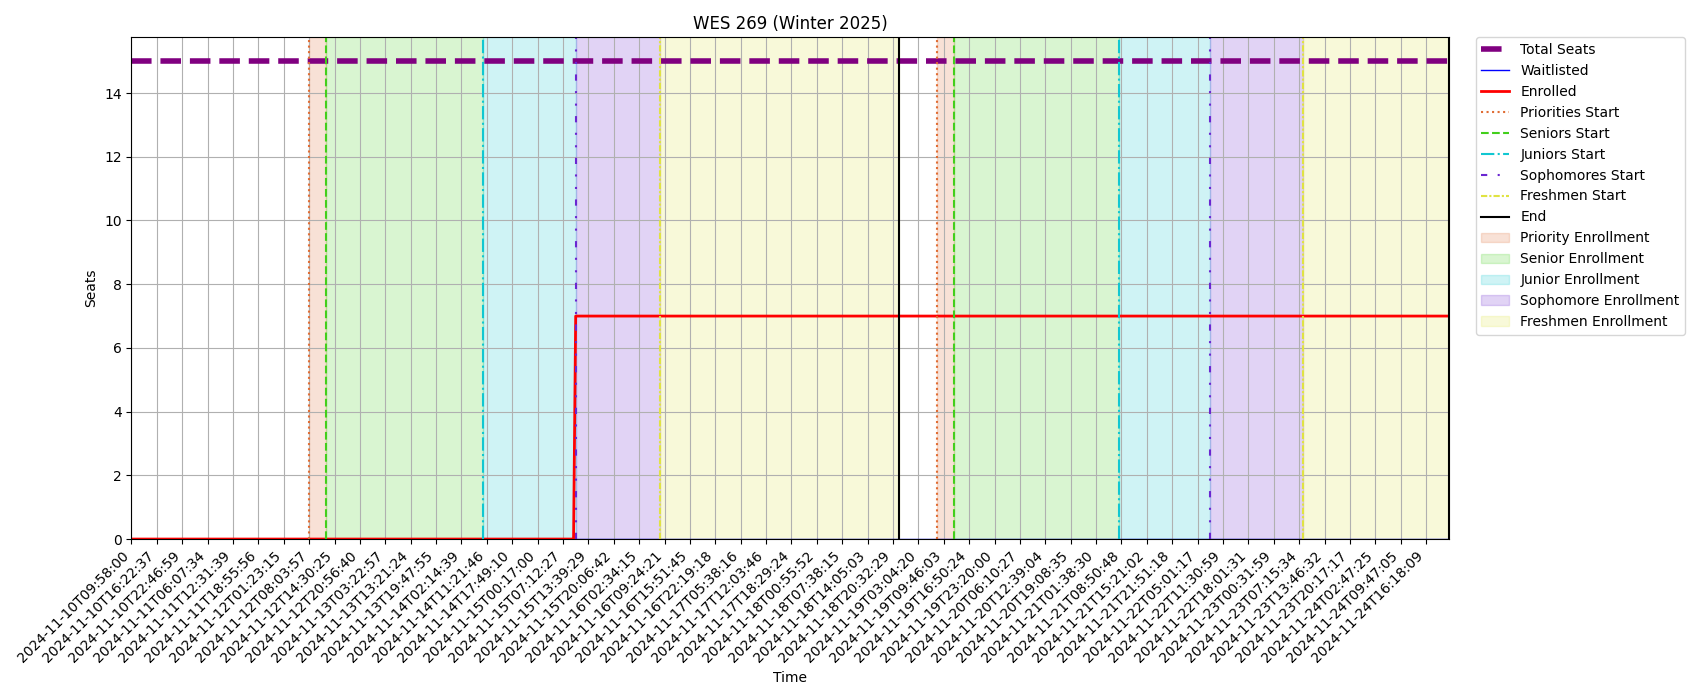 WES 269 (Winter 2025)
Total Seats
Waitlisted
Enrolled
Priorities Start
Seniors Start
Juniors Start
Sophomores Start
Freshmen Start
End
Priority Enrollment
Senior Enrollment
Junior Enrollment
Sophomore Enrollment
Freshmen Enrollment
Seats
14
12
10
8
6
4
2
0
2024-11-10T09:58:00
2024-11-10T16:22:37
2024-11-10T22:46:59
2024-11-11T06:07:34
2024-11-11T12:31:39
2024-11-11T18:55:56
2024-11-12T01:23:15
2024-11-12T08:03:57
2024-11-12T14:30:25
2024-11-12T20:56:40
2024-11-13T03:22:57
2024-11-13T13:21:24
2024-11-13T19:47:55
2024-11-14T02:14:39
2024-11-14T11:21:46
2024-11-14T17:49:10
2024-11-15T00:17:00
2024-11-15T07:12:27
2024-11-15T13:39:29
2024-11-15T20:06:42
2024-11-16T02:34:15
2024-11-16T09:24:21
2024-11-16T15:51:45
2024-11-16T22:19:18
2024-11-17T05:38:16
2024-11-17T12:03:46
2024-11-17T18:29:24
2024-11-18T00:55:52
2024-11-18T07:38:15
2024-11-18T14:05:03
2024-11-18T20:32:29
2024-11-19T03:04:20
2024-11-19T09:46:03
2024-11-19T16:50:24
2024-11-19T23:20:00
2024-11-20T06:10:27
2024-11-20T12:39:04
2024-11-20T19:08:35
2024-11-21T01:38:30
2024-11-21T08:50:48
2024-11-21T15:21:02
2024-11-21T21:51:18
2024-11-22T05:01:17
2024-11-22T11:30:59
2024-11-22T18:01:31
2024-11-23T00:31:59
2024-11-23T07:15:34
2024-11-23T13:46:32
2024-11-23T20:17:17
2024-11-24T02:47:25
2024-11-24T09:47:05
2024-11-24T16:18:09
Time